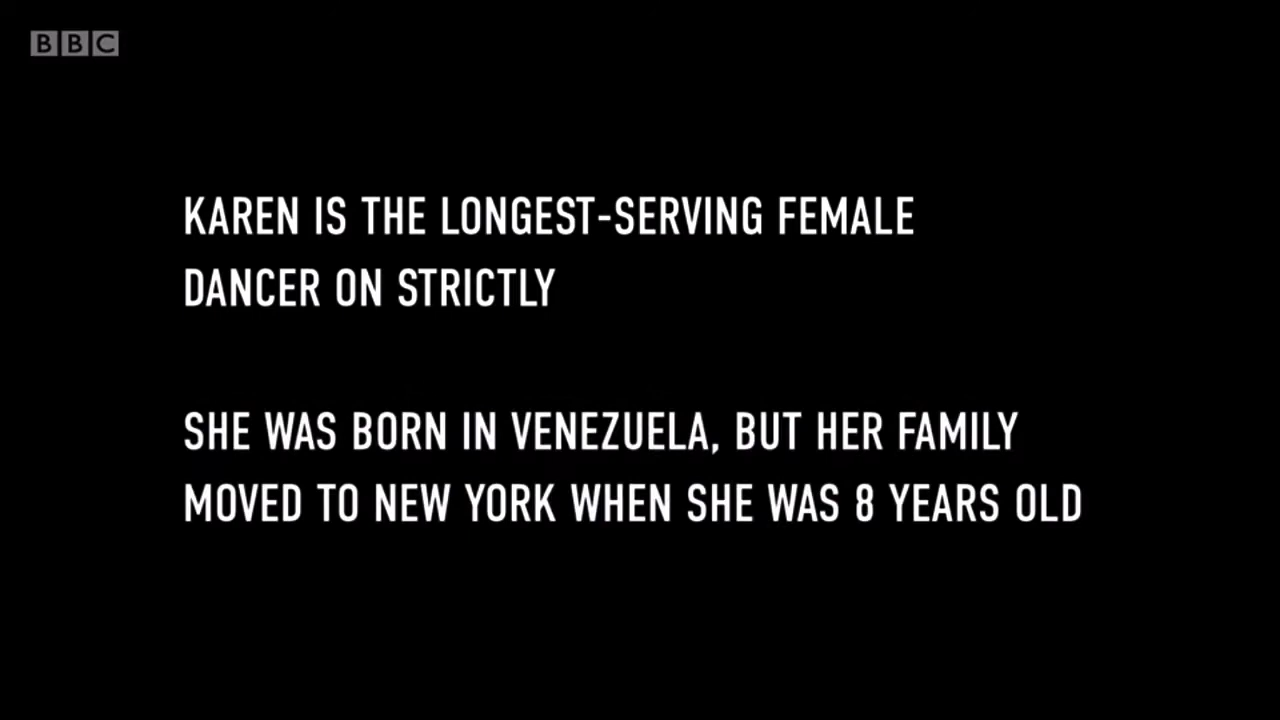 BBC
KAREN IS THE LONGEST-SERVING FEMALE
DANCER ON STRICTLY
SHE WAS BORN IN VENEZUELA, BUT HER FAMILY
MOVED TO NEW YORK WHEN SHE WAS 8 YEARS OLD